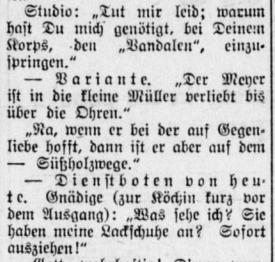 Studio: „Tut mir leid; warum
hast Du mich genötigt, bei Deinem
Korps, den „Vandalen", einzu-
springen."
— Variante. „Der Meyer
ist in die kleine Müller verliebt bis
über die Ohren."
„Na, wenn er bei der auf Gegen-
liebe hofft, dann ist er aber auf dem
— Süßholzwege."
— Dienstboten von heu-
te. Gnädige (zur Köchin kurz vor
dem Ausgang): „Was sehe ich? Sie
haben meine Lackschuhe an? Sofort
ausziehen!"